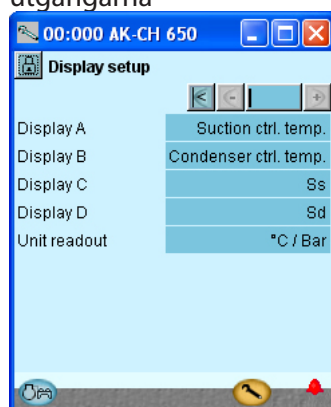 utgångarna
00:000 AK-CH 650
Display setup
Display A Suction ctrl. temp.
Display B Condenser ctrl. temp.
Display C Ss
Display D Sd
Unit readout °C / Bar